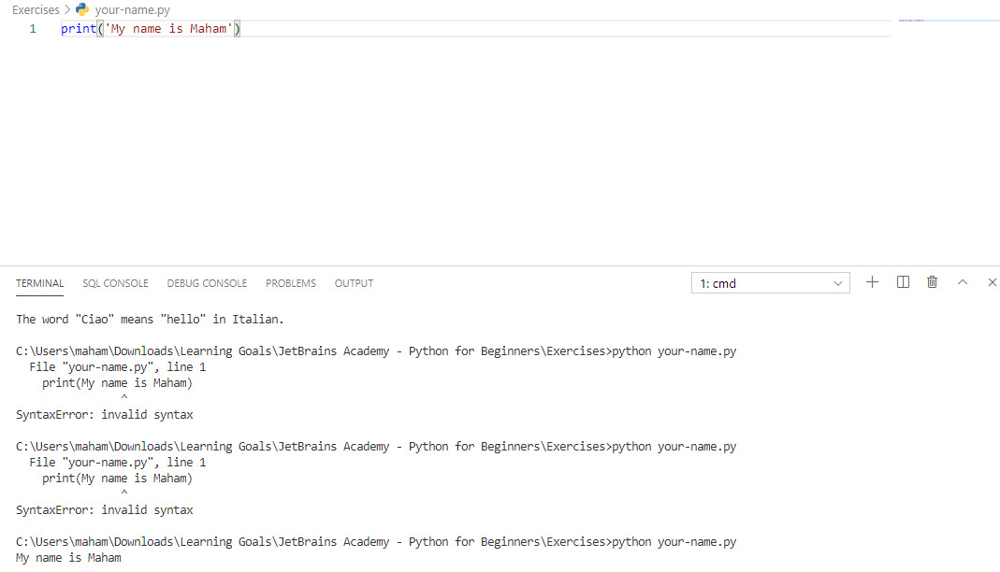 Exercises > your-name.py
1 print('My name is Maham')
TERMINAL SQL CONSOLE DEBUG CONSOLE PROBLEMS OUTPUT 1: cmd
The word "Ciao" means "hello" in Italian.
C:\Users\maham\Downloads\Learning Goals\JetBrains Academy - Python for Beginners\Exercises>python your-name.py
File "your-name.py", line 1
print(My name is Maham)
^
SyntaxError: invalid syntax
C:\Users\maham\Downloads\Learning Goals\JetBrains Academy - Python for Beginners\Exercises>python your-name.py
File "your-name.py", line 1
print(My name is Maham)
^
SyntaxError: invalid syntax
C:\Users\maham\Downloads\Learning Goals\JetBrains Academy - Python for Beginners\Exercises>python your-name.py
My name is Maham